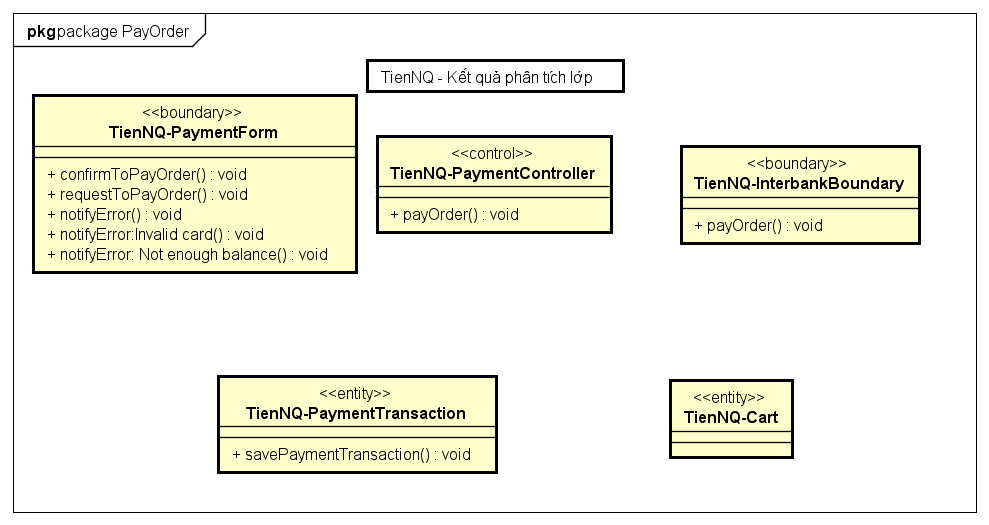 pkgpackage PayOrder
TienNQ - Kết quả phân tích lớp
<<boundary>>
TienNQ-PaymentForm
+ confirmToPayOrder() : void
+ requestToPayOrder() : void
+ notifyError() : void
+ notifyError:Invalid card() : void
+ notifyError: Not enough balance() : void
<<control>>
TienNQ-PaymentController
+ payOrder() : void
<<boundary>>
TienNQ-InterbankBoundary
+ payOrder() : void
<<entity>>
TienNQ-PaymentTransaction
+ savePaymentTransaction() : void
<<entity>>
TienNQ-Cart